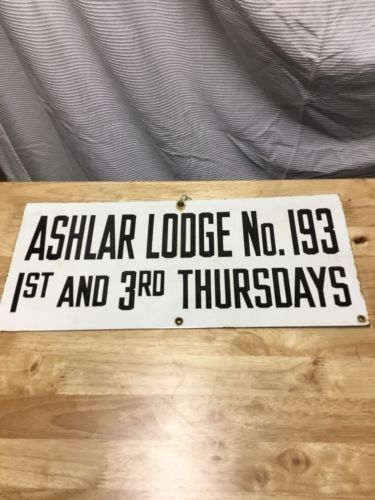 ASHLAR LODGE No. 193
1ST AND 3RD THURSDAYS